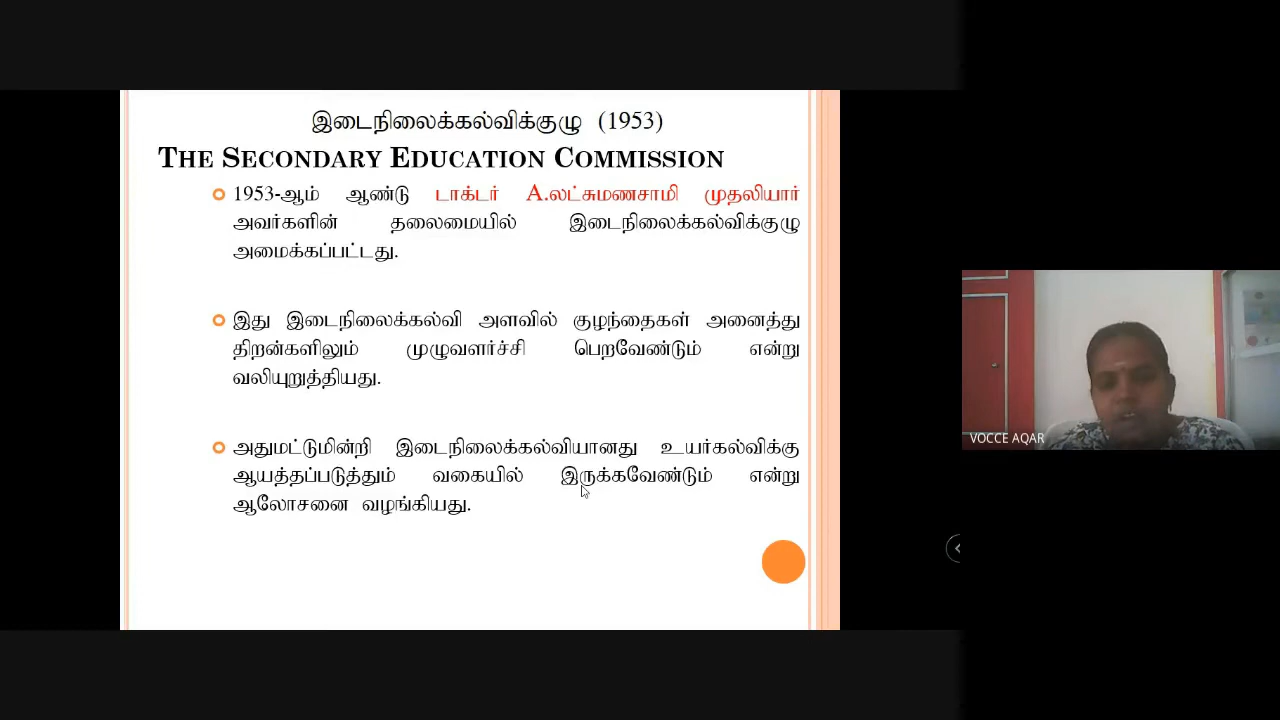 இடைநிலைக்கல்விக்குழு (1953)
THE SECONDARY EDUCATION COMMISSION
1953-ஆம் ஆண்டு டாக்டர் A.லட்சுமணசாமி முதலியார்
அவர்களின் தலைமையில் இடைநிலைக்கல்விக்குழு
அமைக்கப்பட்டது.
இது இடைநிலைக்கல்வி அளவில் குழந்தைகள் அனைத்து
திறன்களிலும் முழுவளர்ச்சி பெறவேண்டும் என்று
வலியுறுத்தியது.
அதுமட்டுமின்றி இடைநிலைக்கல்வியானது உயர்கல்விக்கு
ஆயத்தப்படுத்தும் வகையில் இருக்கவேண்டும் என்று
ஆலோசனை வழங்கியது.
VOCCE AQAR